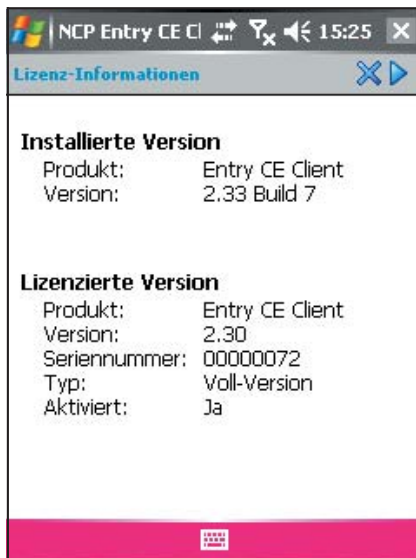 NCP Entry CE Cl 15:25
Lizenz-Informationen
Installierte Version
Produkt: Entry CE Client
Version: 2.33 Build 7
Lizenzierte Version
Produkt: Entry CE Client
Version: 2.30
Seriennummer: 00000072
Typ: Voll-Version
Aktiviert: Ja